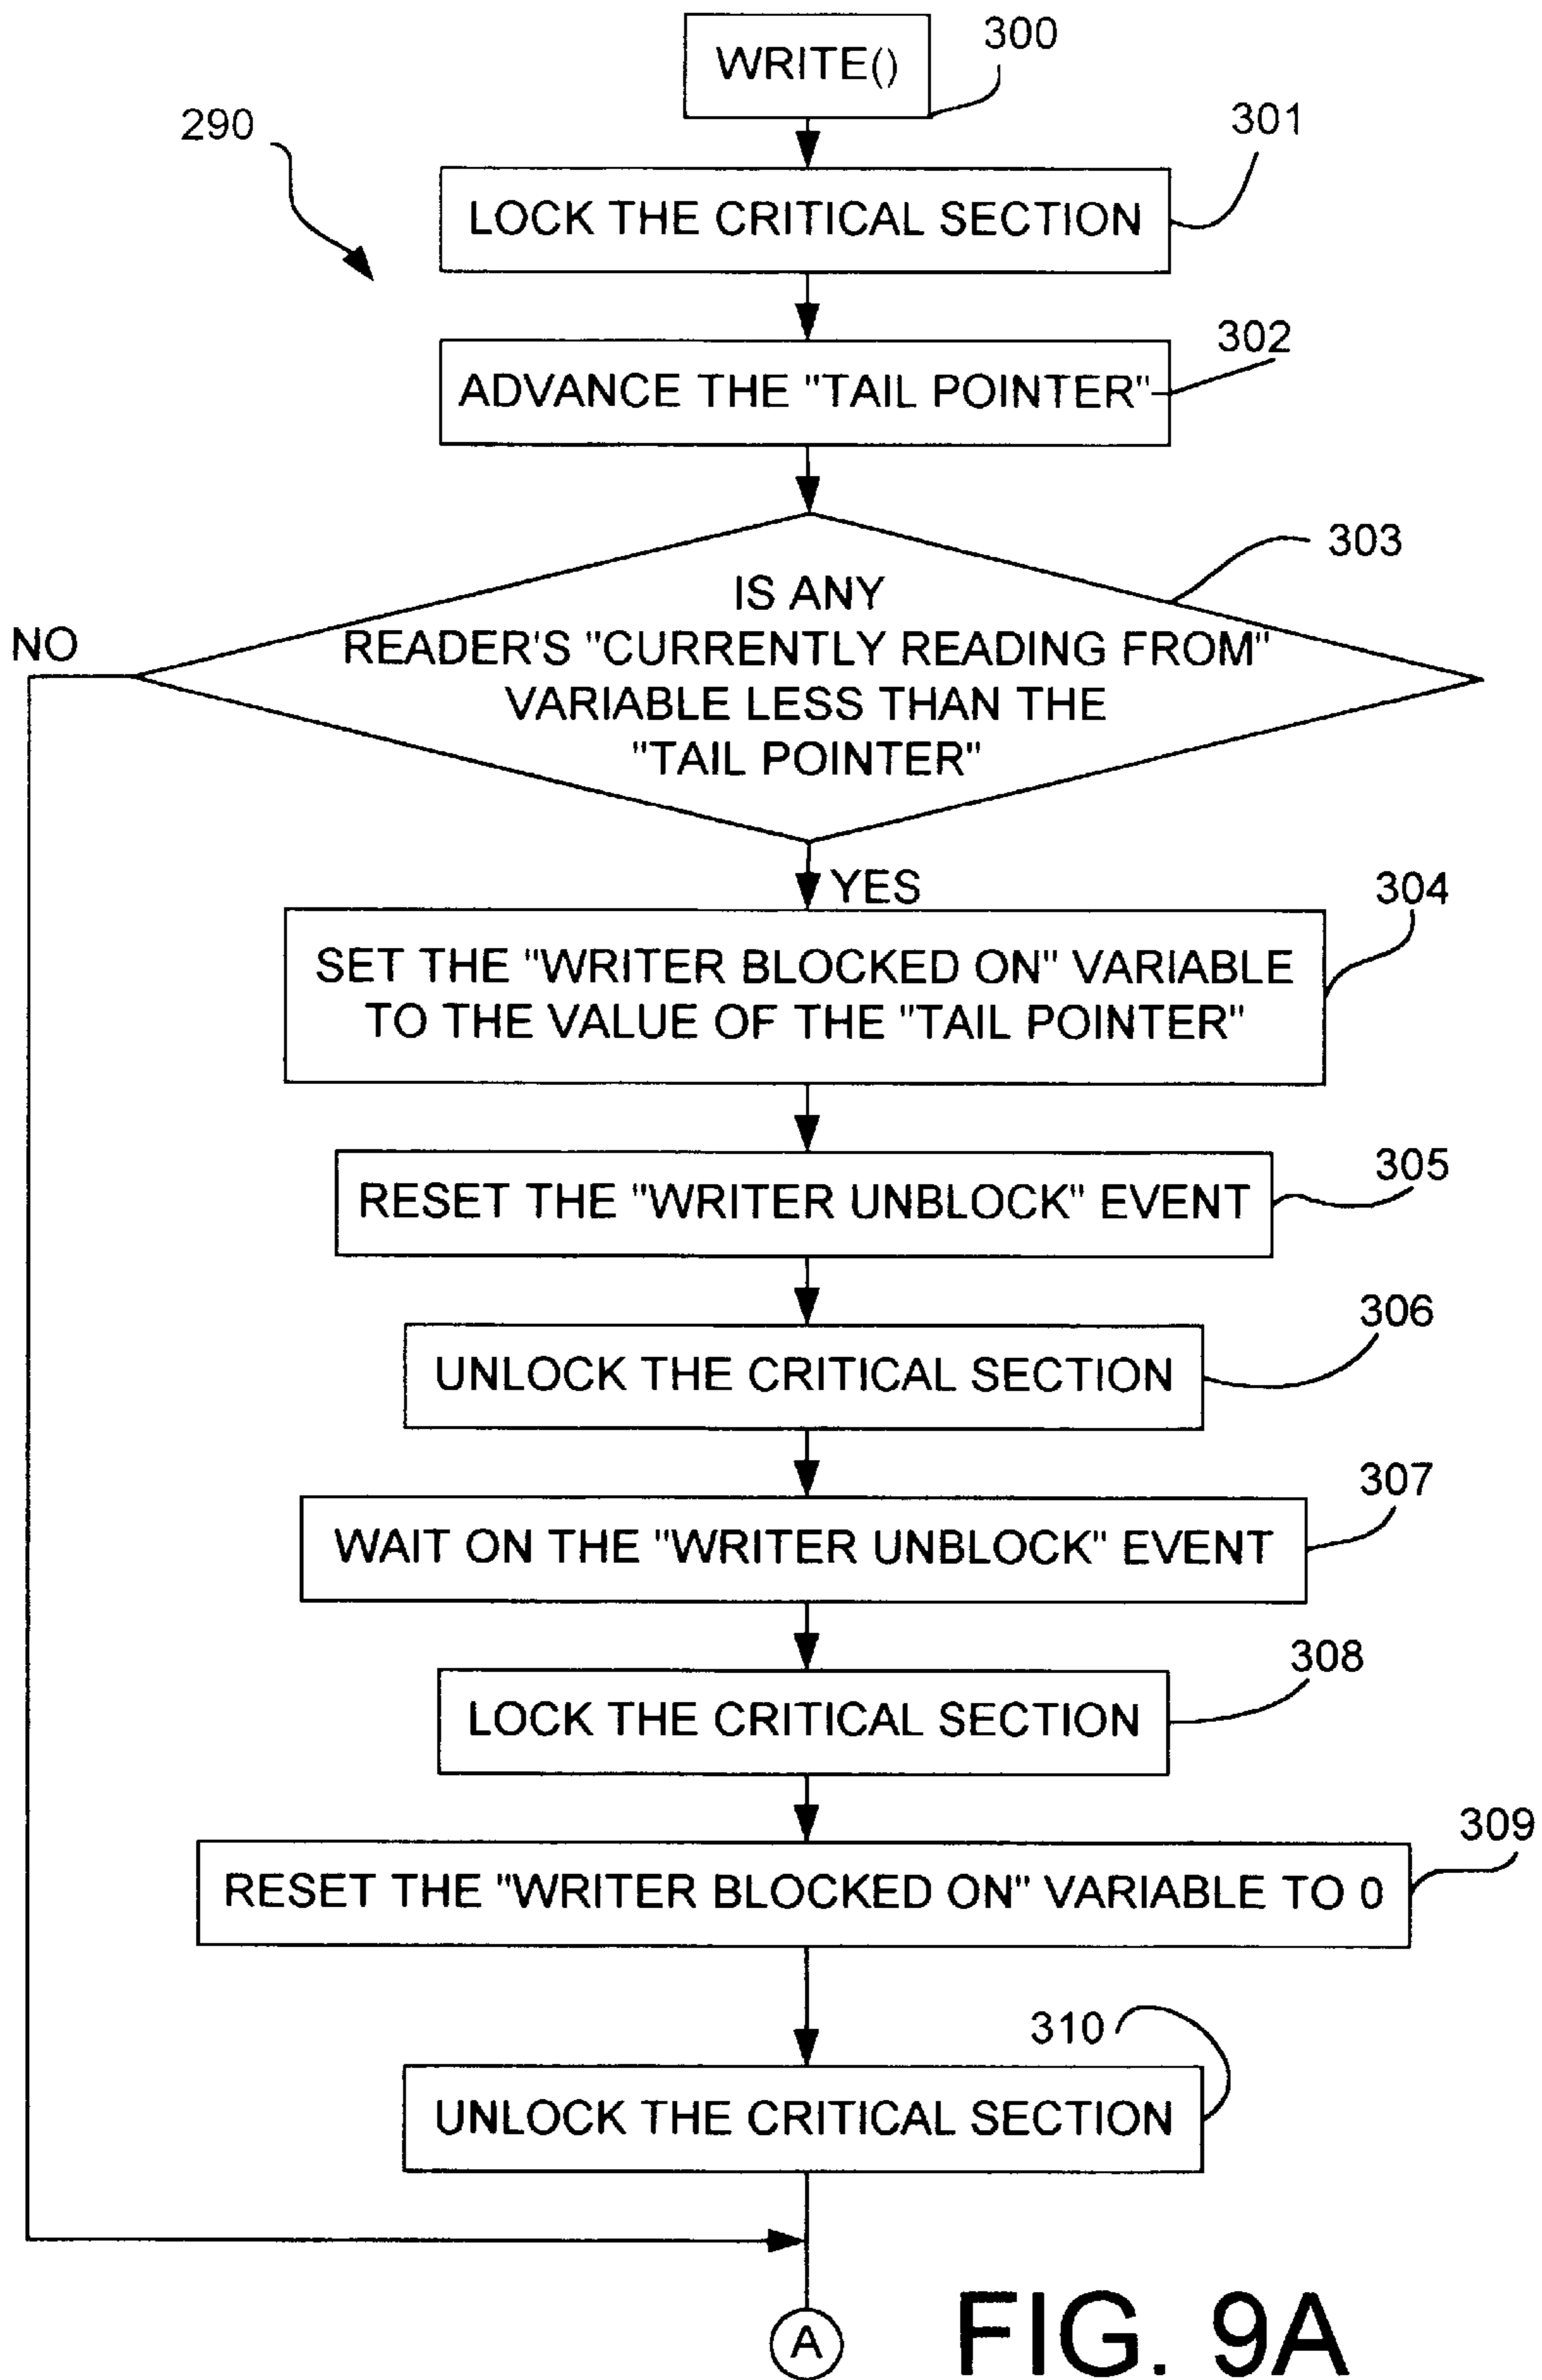 WRITE()
300
290
301
LOCK THE CRITICAL SECTION
302
ADVANCE THE "TAIL POINTER"
303
IS ANY
NO
READER'S "CURRENTLY READING FROM"
VARIABLE LESS THAN THE
"TAIL POINTER"
YES
304
SET THE "WRITER BLOCKED ON" VARIABLE
TO THE VALUE OF THE "TAIL POINTER"
305
RESET THE "WRITER UNBLOCK" EVENT
306
UNLOCK THE CRITICAL SECTION
307
WAIT ON THE "WRITER UNBLOCK" EVENT
308
LOCK THE CRITICAL SECTION
309
RESET THE "WRITER BLOCKED ON" VARIABLE TO 0
310
UNLOCK THE CRITICAL SECTION
A
FIG. 9A